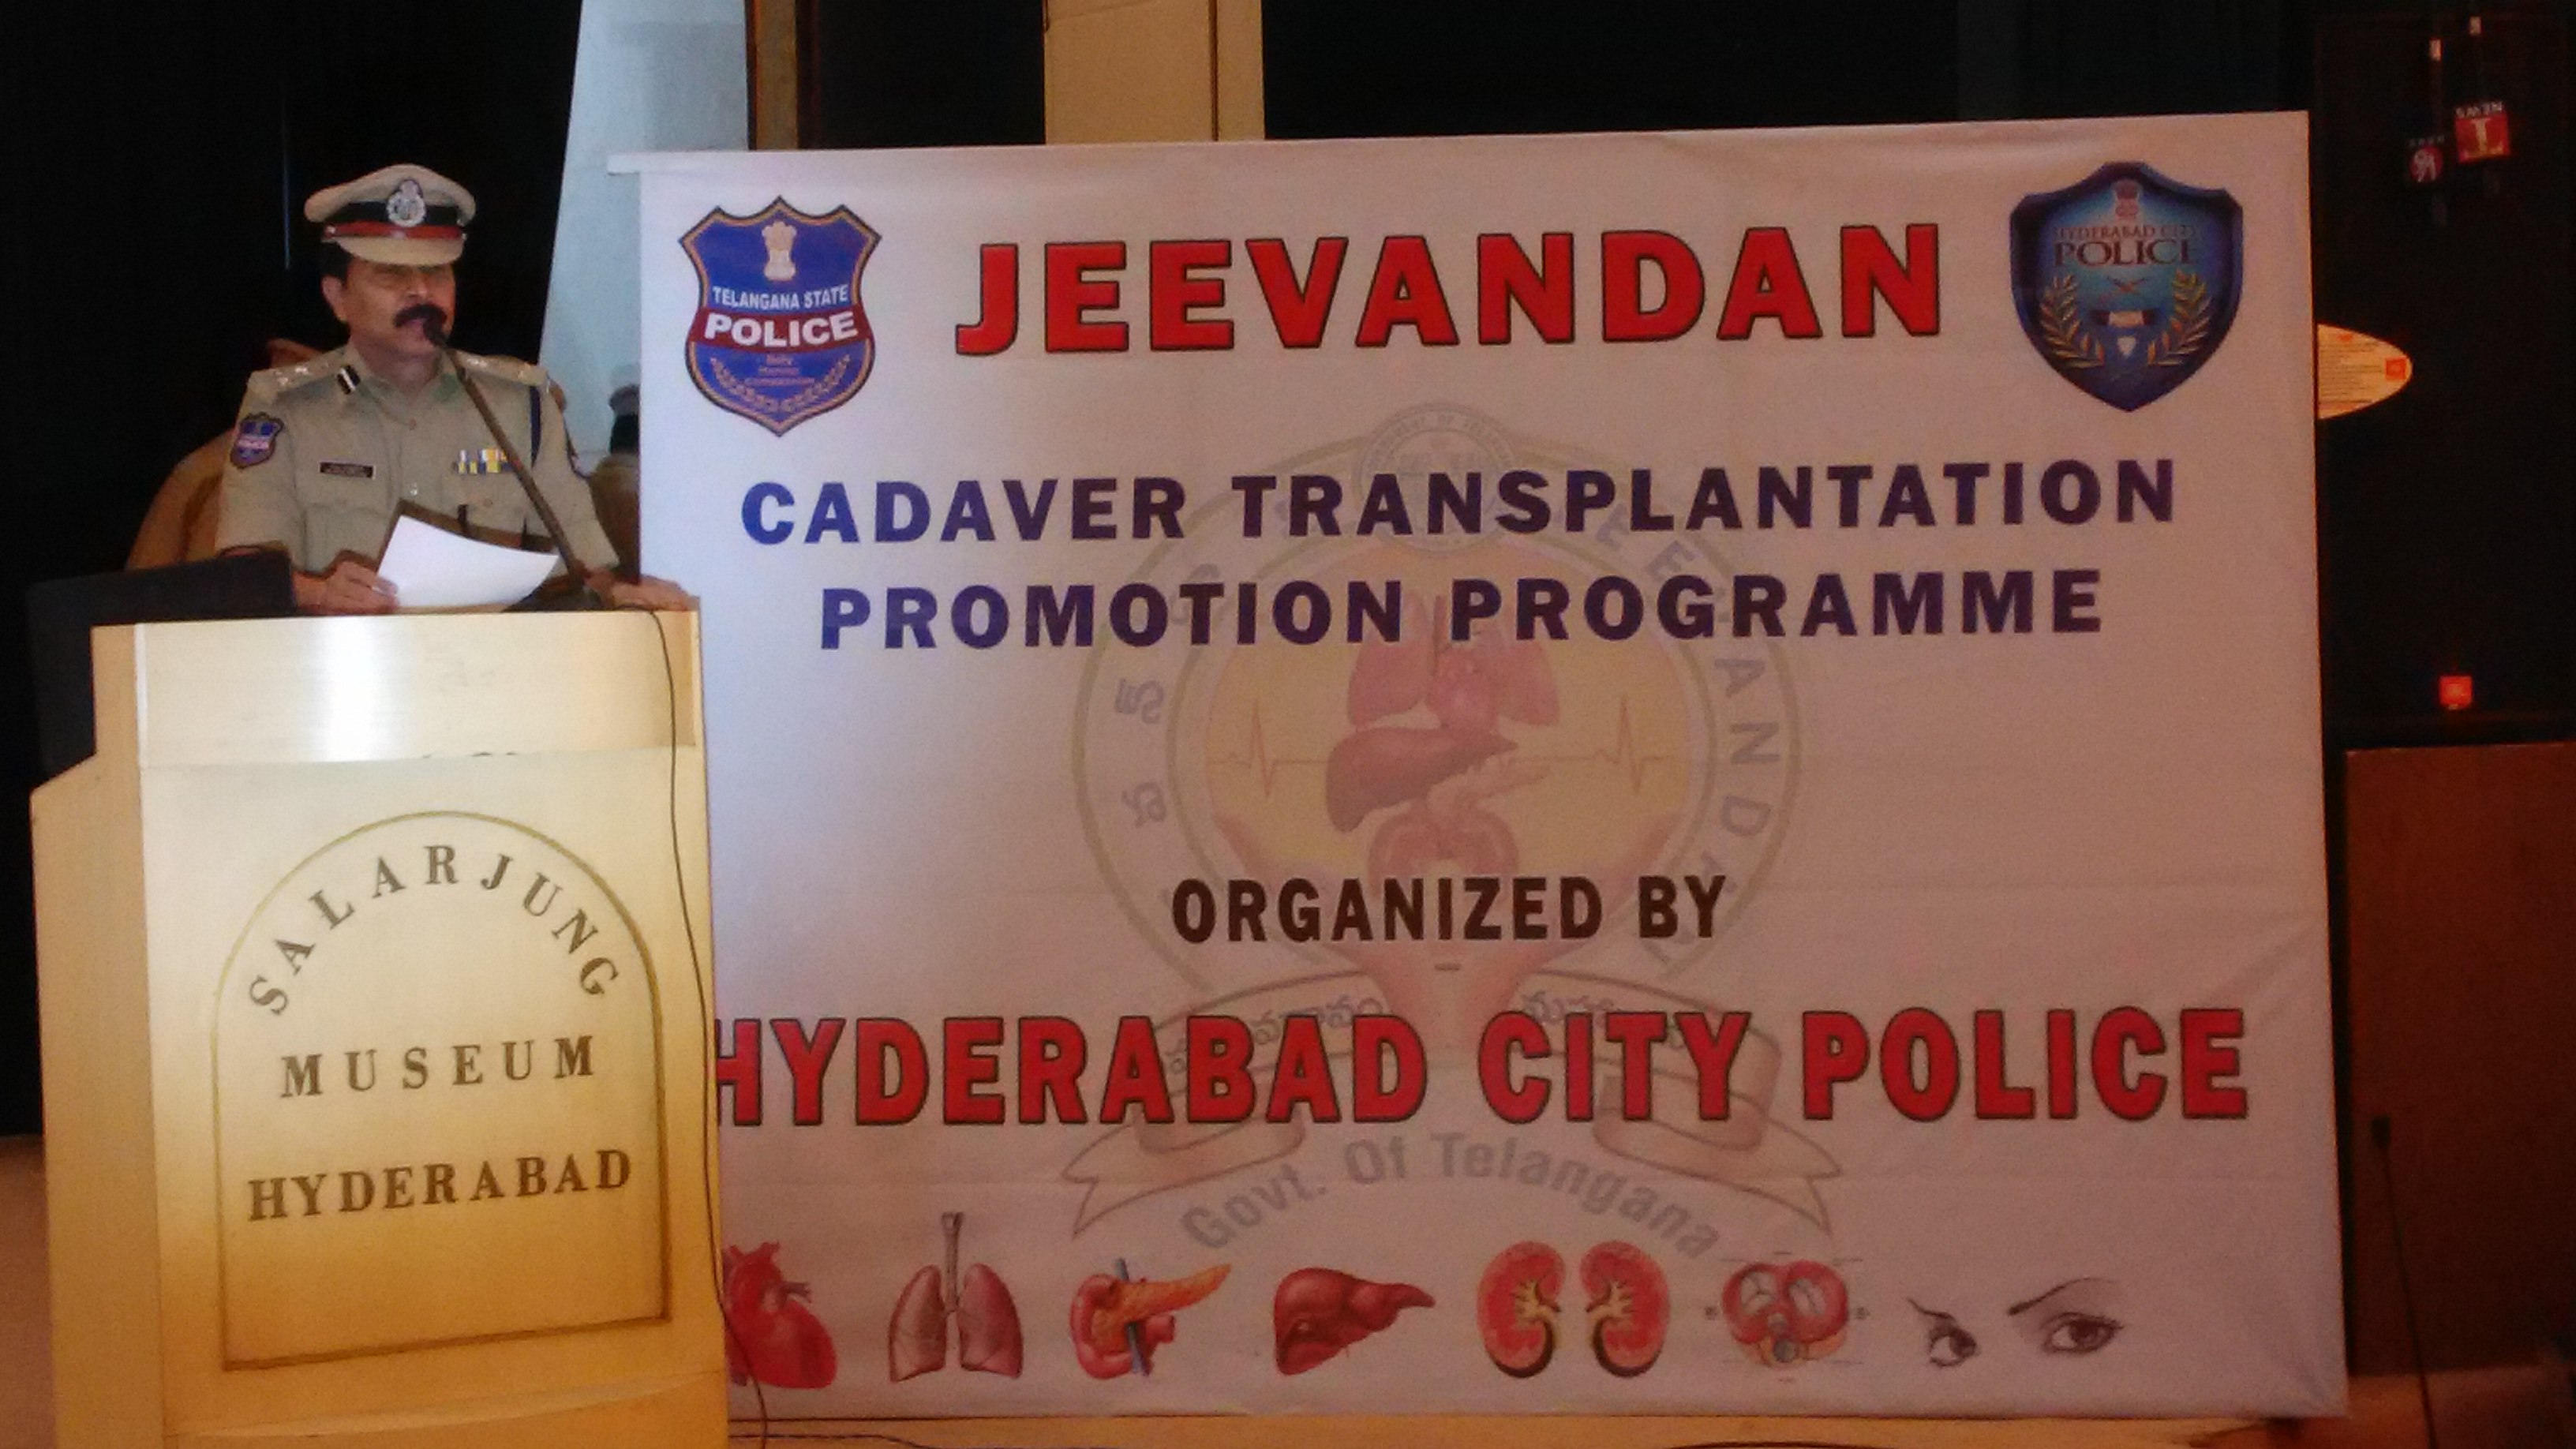 JEEVANDAN
TELANGANA STATE
POLICE
HYDERABAD CITY
POLICE
CADAVER TRANSPLANTATION
PROMOTION PROGRAMME
ORGANIZED BY
HYDERABAD CITY POLICE
Govt. Of Telangana
SALARJUNG
MUSEUM
HYDERABAD
NEWS